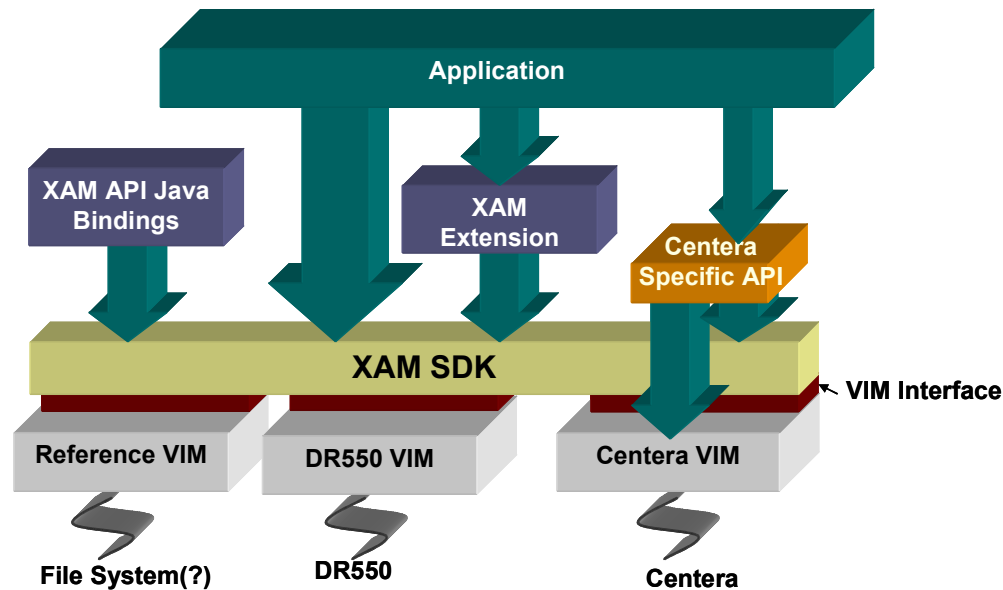 Application
XAM API Java
Bindings
XAM
Extension
Centera
Specific API
XAM SDK
VIM Interface
Reference VIM
DR550 VIM
Centera VIM
File System(?)
DR550
Centera